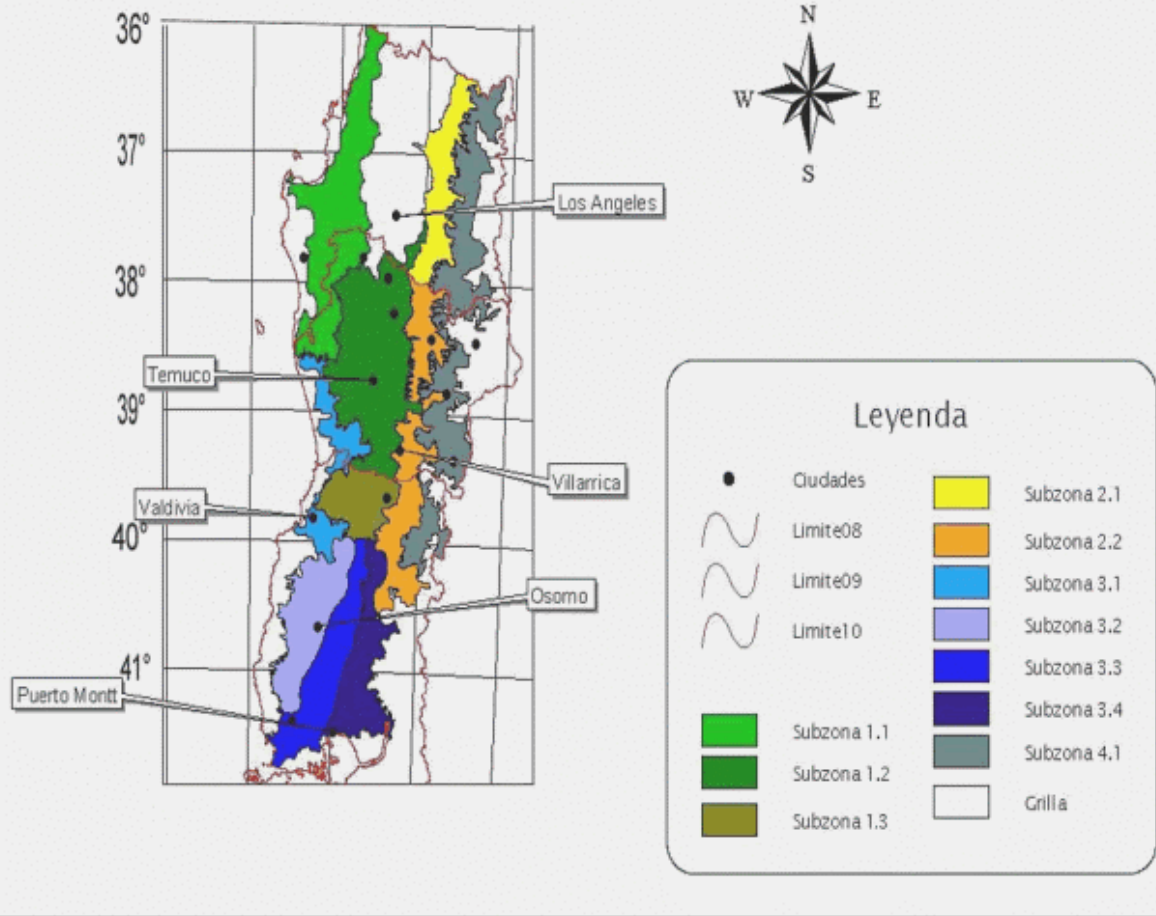 36°
37°
38°
39°
40°
41°
N
W E
S
Los Angeles
Temuco
Villarrica
Valdivia
Osorno
Puerto Montt
Leyenda
Ciudades
Limite08
Limite09
Limite10
Subzona 1.1
Subzona 1.2
Subzona 1.3
Subzona 2.1
Subzona 2.2
Subzona 3.1
Subzona 3.2
Subzona 3.3
Subzona 3.4
Subzona 4.1
Grilla